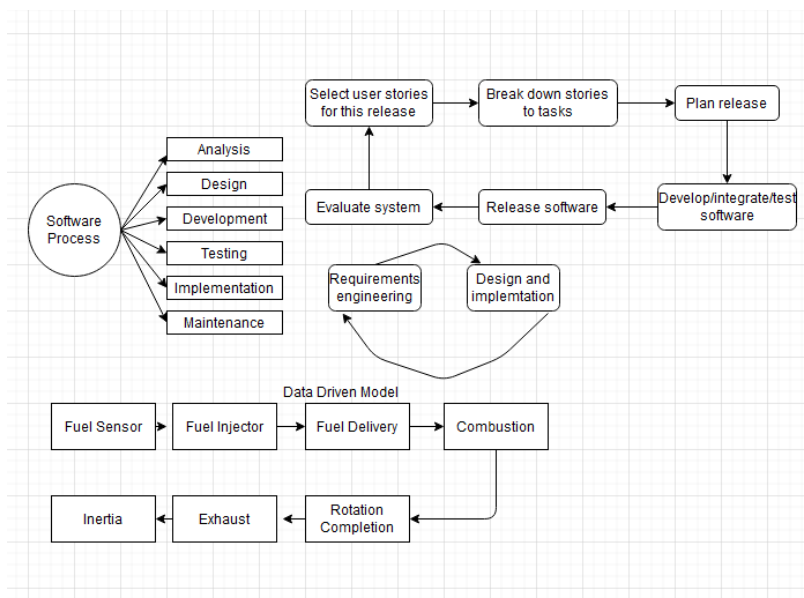 Software
Process
Analysis
Design
Development
Testing
Implementation
Maintenance
Select user stories
for this release
Break down stories
to tasks
Plan release
Develop/integrate/test
software
Release software
Evaluate system
Requirements
engineering
Design and
implemtation
Data Driven Model
Fuel Sensor
Fuel Injector
Fuel Delivery
Combustion
Rotation
Completion
Exhaust
Inertia